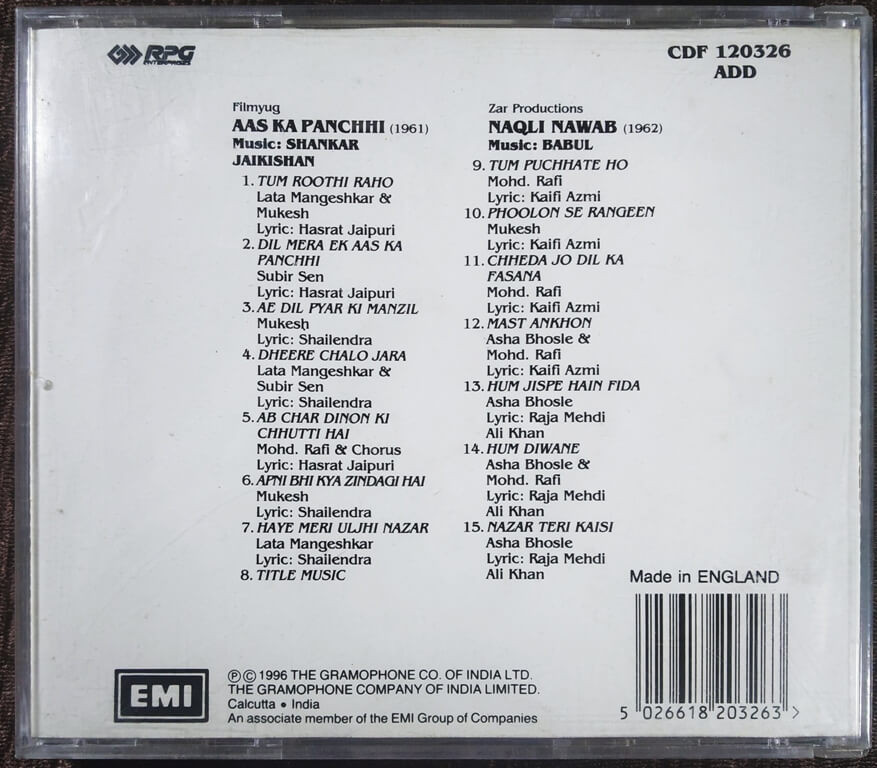 RPG
ENTERPRISES
CDF 120326
ADD
Filmyug
AAS KA PANCHHI (1961)
Music: SHANKAR
JAIKISHAN
1. TUM ROOTHI RAHO
Lata Mangeshkar &
Mukesh
Lyric: Hasrat Jaipuri
2. DIL MERA EK AAS KA
PANCHHI
Subir Sen
Lyric: Hasrat Jaipuri
3. AE DIL PYAR KI MANZIL
Mukesh
Lyric: Shailendra
4. DHEERE CHALO JARA
Lata Mangeshkar &
Subir Sen
Lyric: Shailendra
5. AB CHAR DINON KI
CHHUTTI HAI
Mohd. Rafi & Chorus
Lyric: Hasrat Jaipuri
6. APNI BHI KYA ZINDAGI HAI
Mukesh
Lyric: Shailendra
7. HAYE MERI ULJHI NAZAR
Lata Mangeshkar
Lyric: Shailendra
8. TITLE MUSIC
Zar Productions
NAQLI NAWAB (1962)
Music: BABUL
9. TUM PUCHHATE HO
Mohd. Rafi
Lyric: Kaifi Azmi
10. PHOOLON SE RANGEEN
Mukesh
Lyric: Kaifi Azmi
11. CHHEDA JO DIL KA
FASANA
Mohd. Rafi
Lyric: Kaifi Azmi
12. MAST ANKHON
Asha Bhosle &
Mohd. Rafi
Lyric: Kaifi Azmi
13. HUM JISPE HAIN FIDA
Asha Bhosle
Lyric: Raja Mehdi
Ali Khan
14. HUM DIWANE
Asha Bhosle &
Mohd. Rafi
Lyric: Raja Mehdi
Ali Khan
15. NAZAR TERI KAISI
Asha Bhosle
Lyric: Raja Mehdi
Ali Khan
Made in ENGLAND
5 026618 203263 >
EMI
℗ © 1996 THE GRAMOPHONE CO. OF INDIA LTD.
THE GRAMOPHONE COMPANY OF INDIA LIMITED.
Calcutta • India
An associate member of the EMI Group of Companies